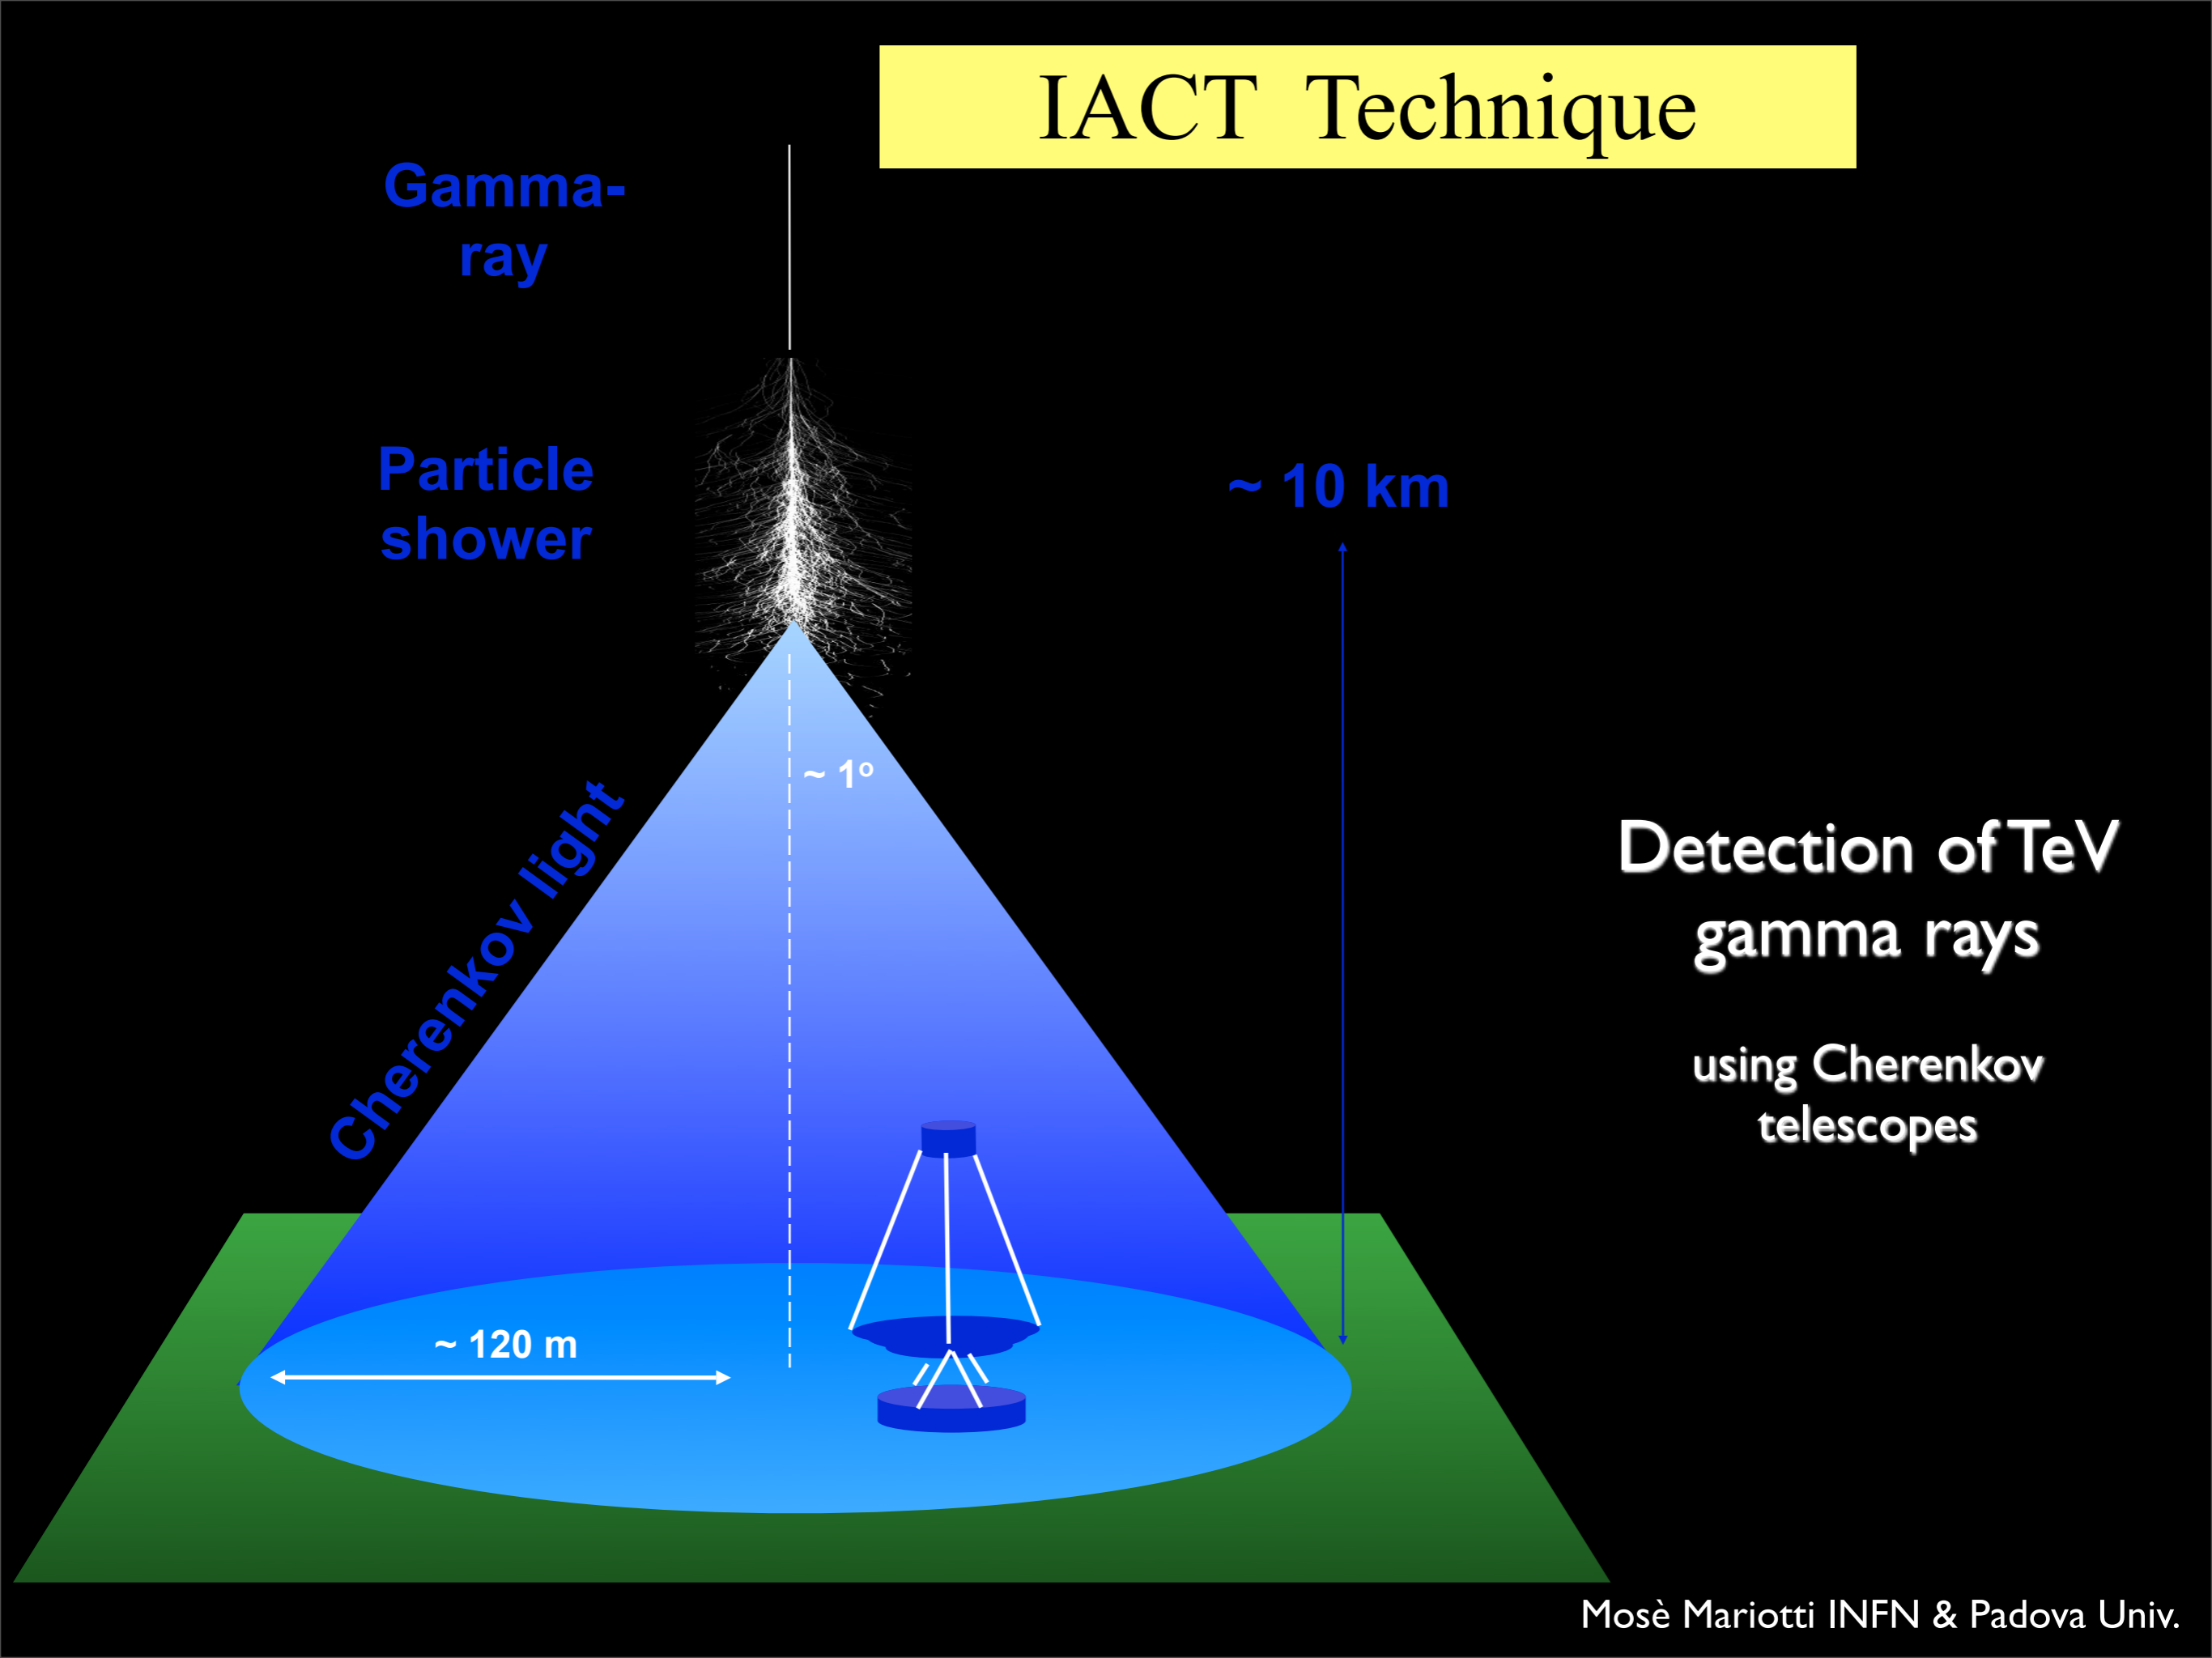 IACT Technique
Gamma-
ray
Particle
shower
~ 10 km
~ 1º
Cherenkov light
Detection of TeV
gamma rays
using Cherenkov
telescopes
~ 120 m
Mosè Mariotti INFN & Padova Univ.